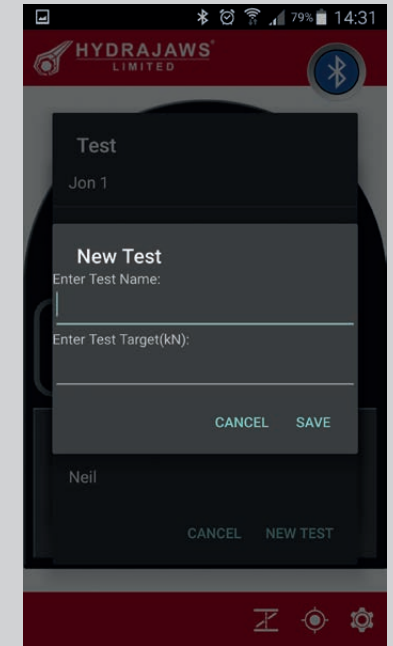 79% 14:31
HYDRAJAWS
LIMITED
Test
Jon 1
New Test
Enter Test Name:
Enter Test Target(kN):
CANCEL SAVE
Neil
CANCEL NEW TEST